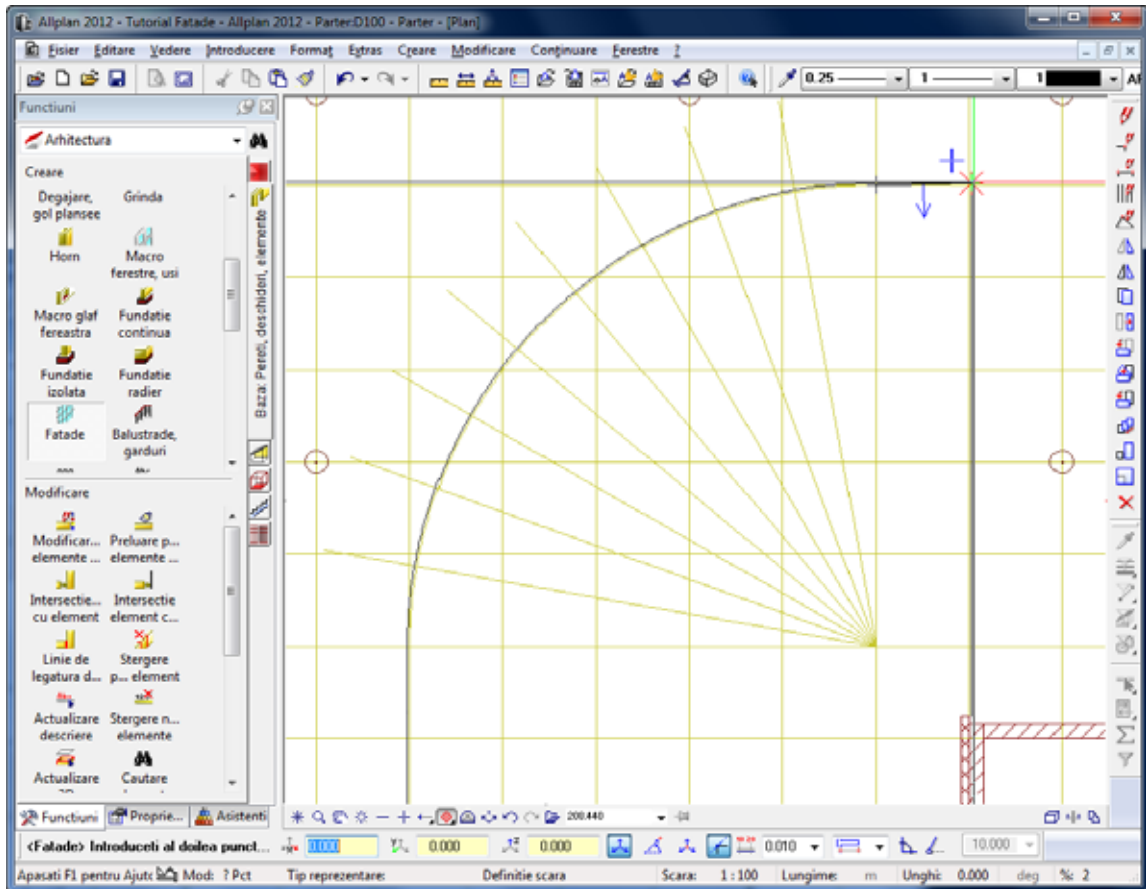 Allplan 2012 - Tutorial Fatade - Allplan 2012 - Parter:D100 - Parter - [Plan]
Fisier Editare Vedere Introducere Format Extras Creare Modificare Continuare Ferestre ?
0.25 1 1
Functiuni
Arhitectura
Creare
Degajare, gol plansee
Grinda
Horn
Macro ferestre, usi
Macro glaf fereastra
Fundatie continua
Fundatie izolata
Fundatie radier
Fatade
Balustrade, garduri
Baza: Pereti, deschideri, elemente
Modificare
Modificar... elemente ...
Preluare p... elemente ...
Intersectie... cu element
Intersectie element c...
Linie de legatura d...
Stergere p... element
Actualizare descriere
Stergere n... elemente
Actualizare
Cautare
Functiuni Proprie... Asistenti
200.440
<Fatade> Introduceti al doilea punct... 0.000 0.000 0.000 0.010 10.000
Apasati F1 pentru Ajuto Mod: ? Pct Tip reprezentare: Definitie scara Scara: 1:100 Lungime: m Unghi: 0.000 deg %: 2